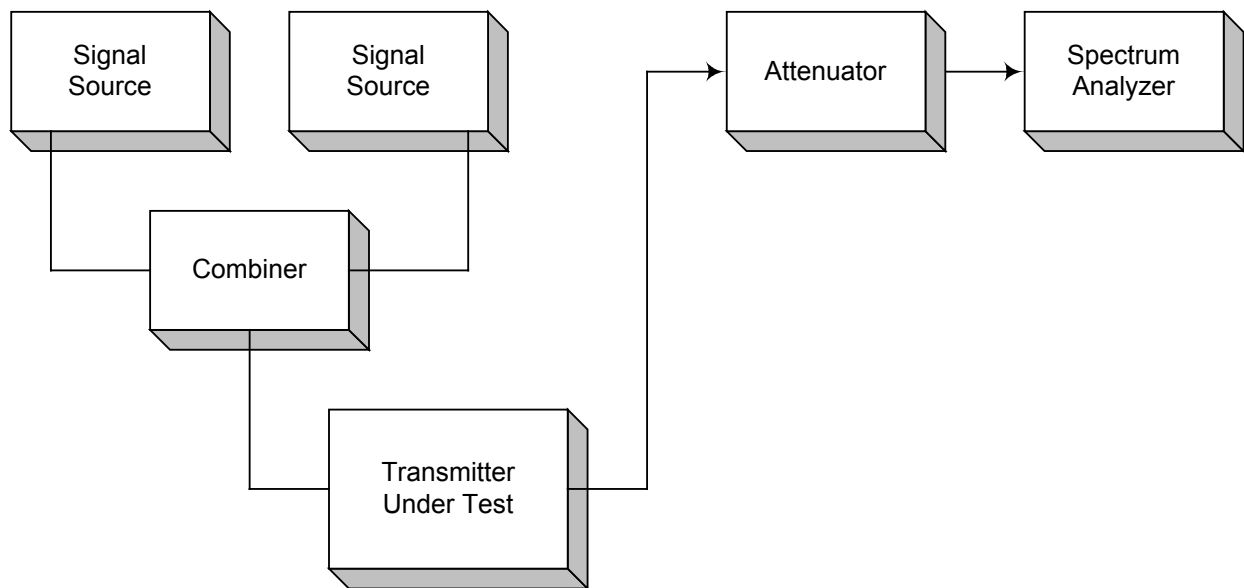 Signal
Source
Signal
Source
Attenuator
Spectrum
Analyzer
Combiner
Transmitter
Under Test